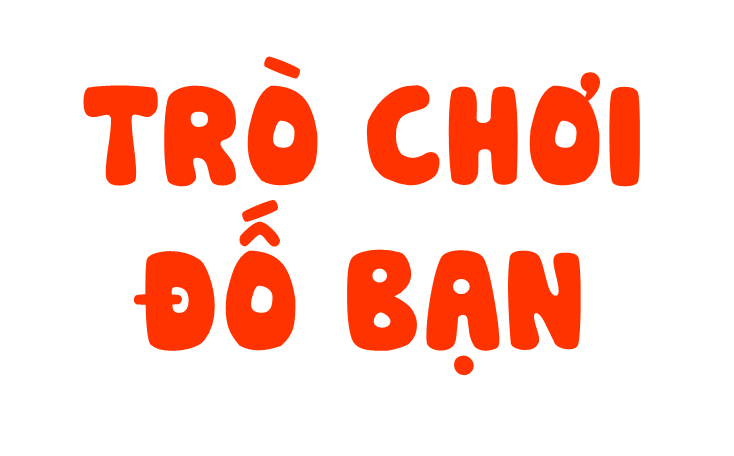 TRÒ CHƠI
ĐỐ BẠN